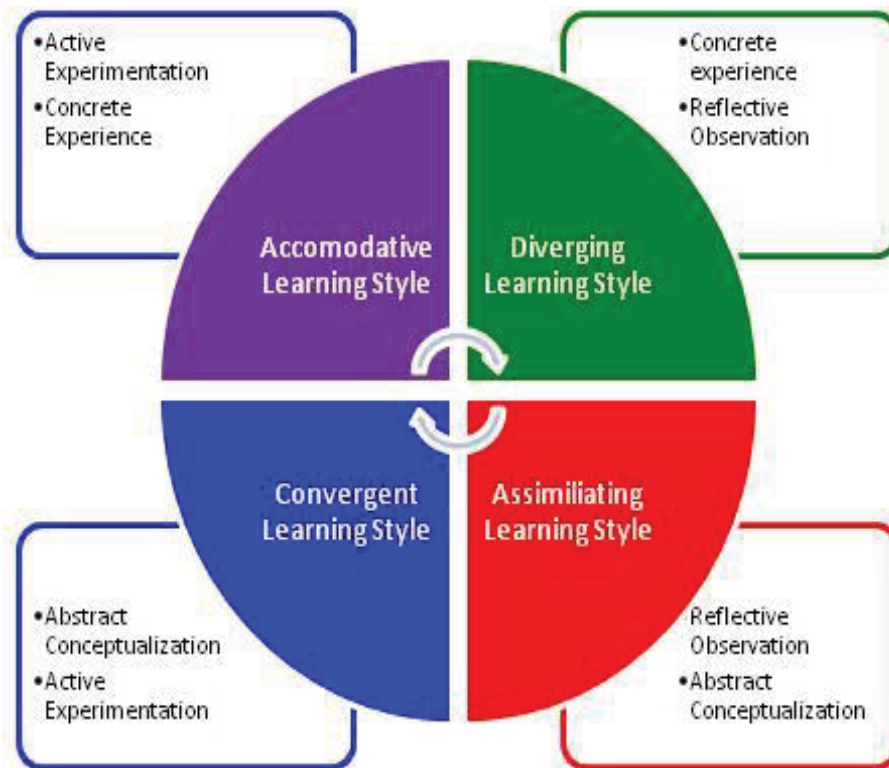 •Active
Experimentation
•Concrete
Experience
•Concrete
experience
•Reflective
Observation
Accomodative
Learning Style
Diverging
Learning Style
Convergent
Learning Style
Assimiliating
Learning Style
•Abstract
Conceptualization
•Active
Experimentation
Reflective
Observation
•Abstract
Conceptualization